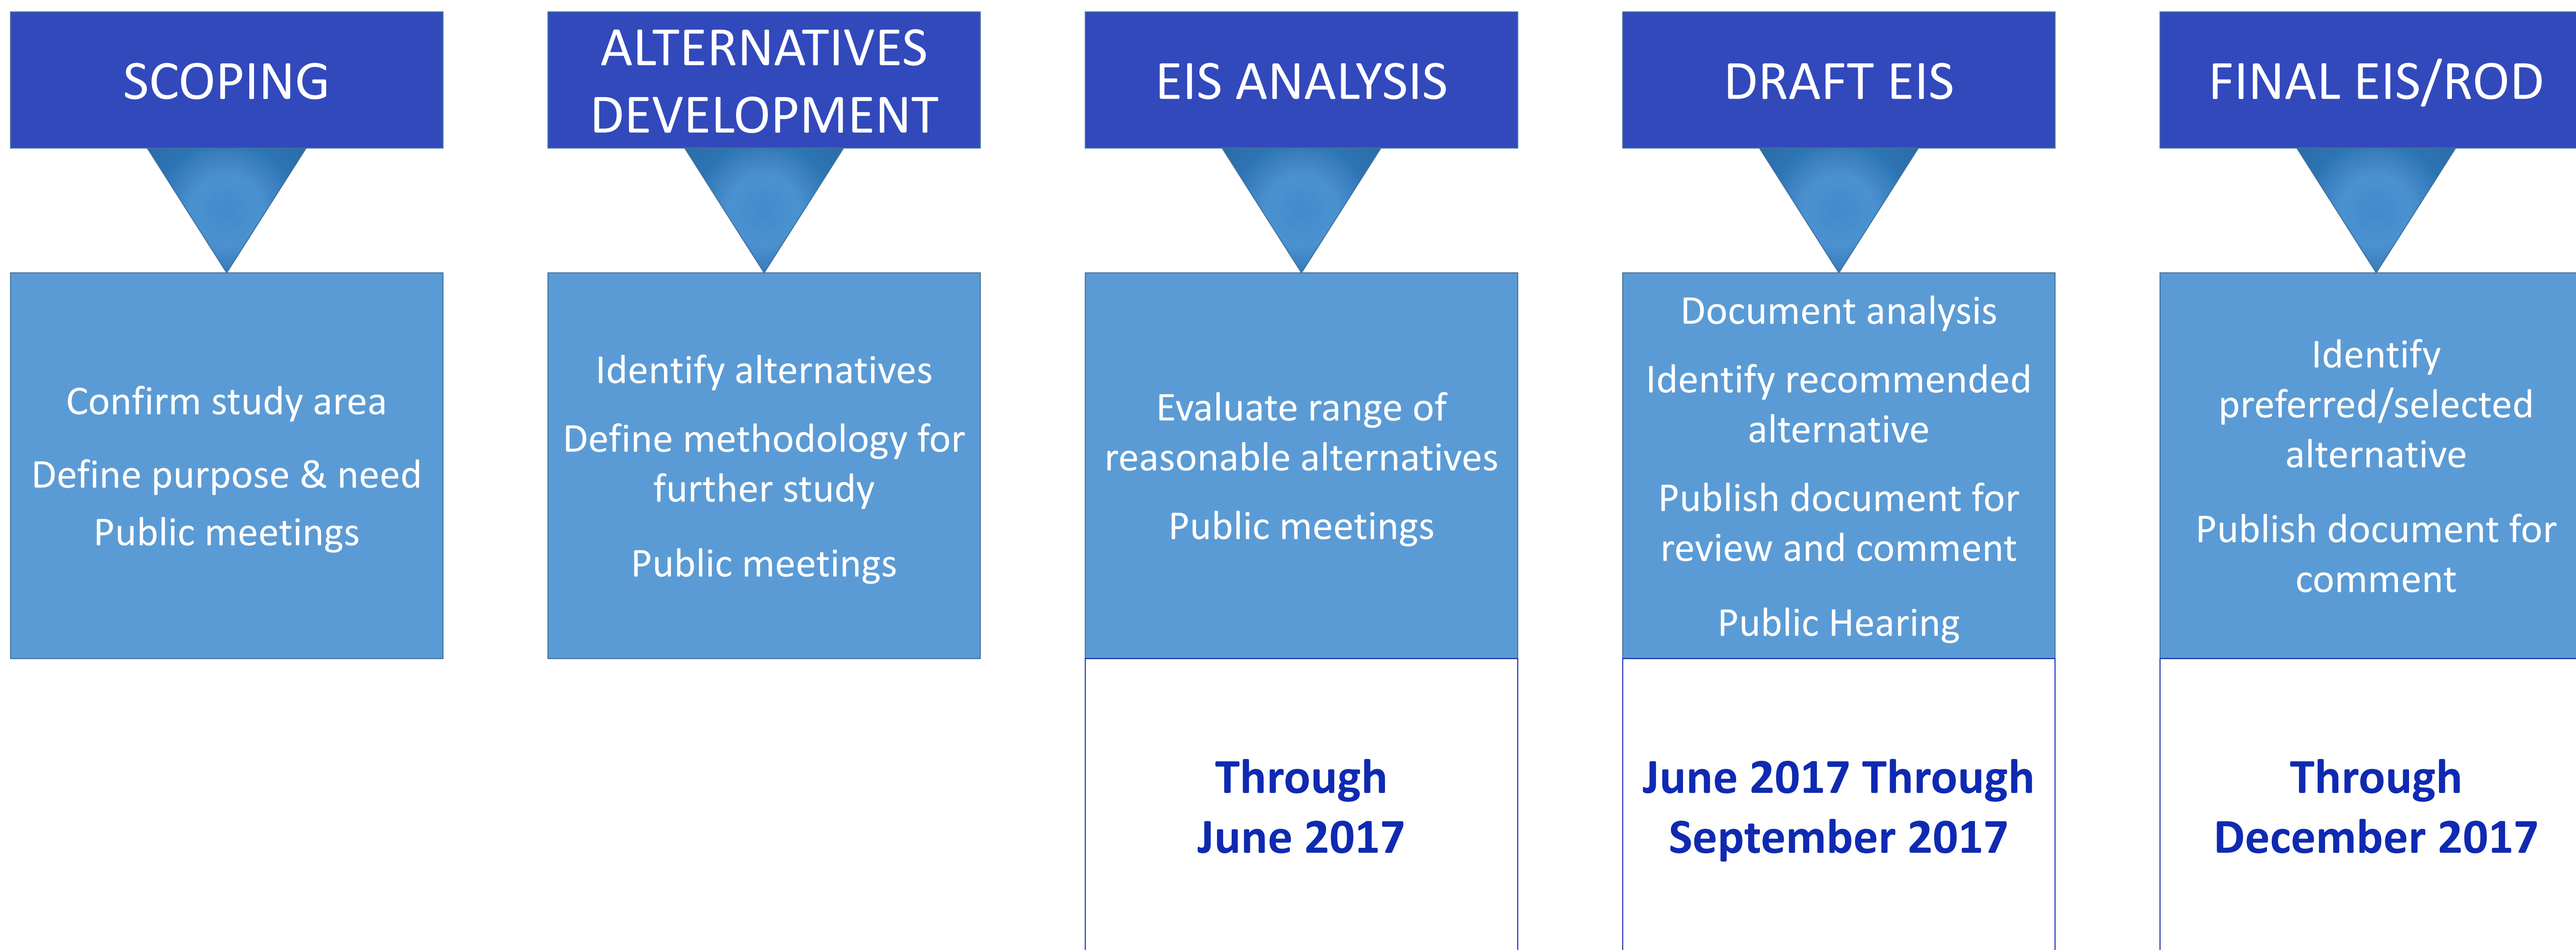 SCOPING
Confirm study area
Define purpose & need
Public meetings
ALTERNATIVES
DEVELOPMENT
Identify alternatives
Define methodology for
further study
Public meetings
EIS ANALYSIS
Evaluate range of
reasonable alternatives
Public meetings
Through
June 2017
DRAFT EIS
Document analysis
Identify recommended
alternative
Publish document for
review and comment
Public Hearing
June 2017 Through
September 2017
FINAL EIS/ROD
Identify
preferred/selected
alternative
Publish document for
comment
Through
December 2017